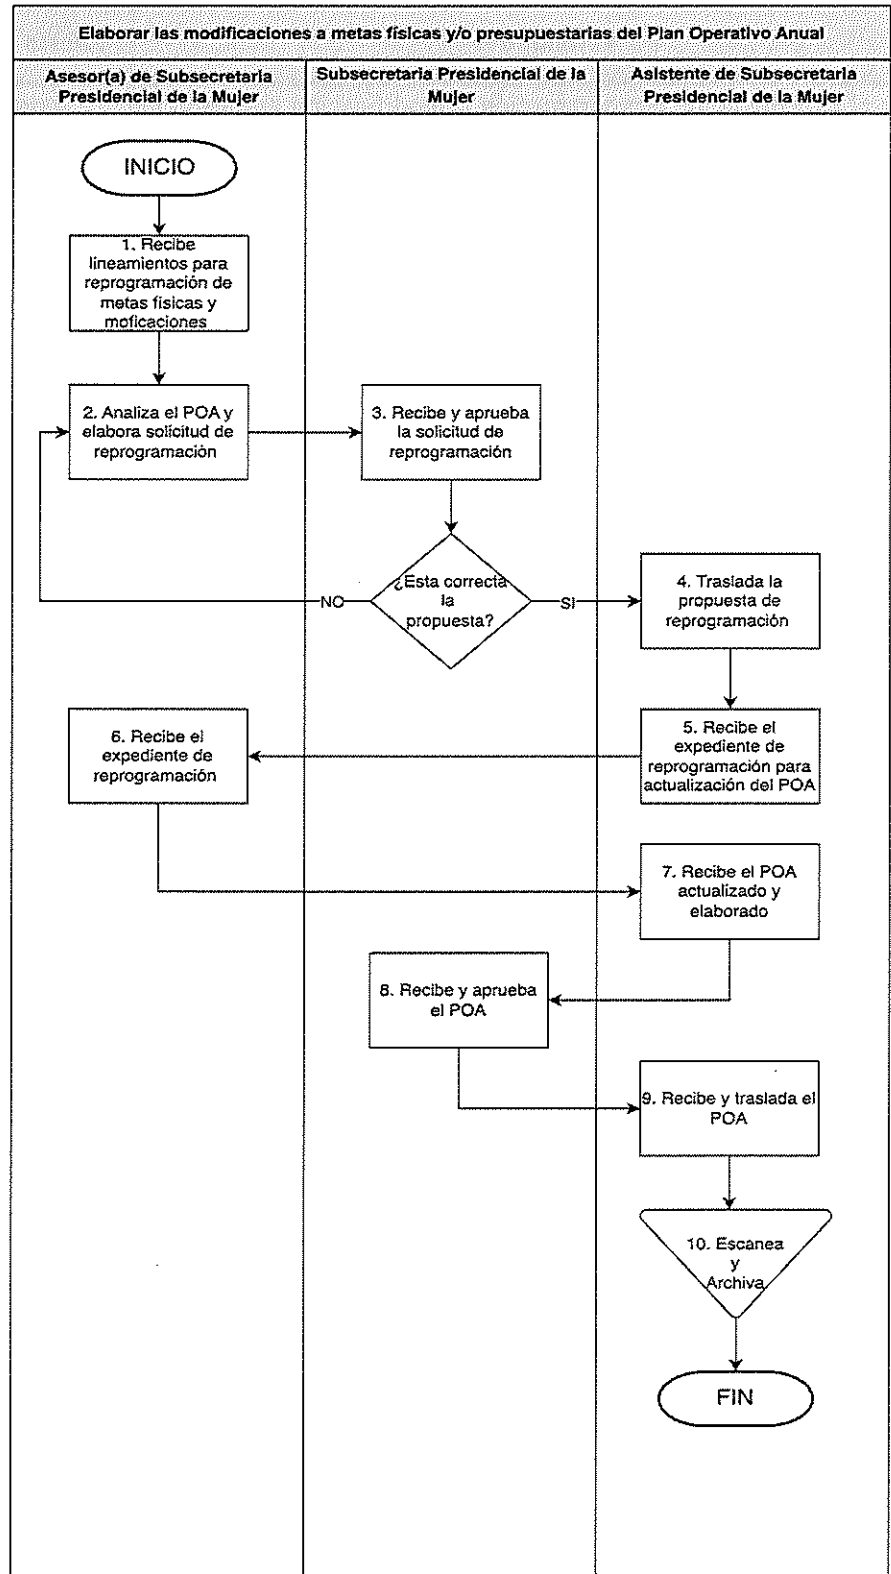 Elaborar las modificaciones a metas físicas y/o presupuestarias del Plan Operativo Anual
Asesor(a) de Subsecretaria
Presidencial de la Mujer
Subsecretaria Presidencial de la
Mujer
Asistente de Subsecretaria
Presidencial de la Mujer
INICIO
1. Recibe
lineamientos para
reprogramación de
metas físicas y
moficaciones
2. Analiza el POA y
elabora solicitud de
reprogramación
3. Recibe y aprueba
la solicitud de
reprogramación
¿Esta correcta
la
propuesta?
NO
SI
4. Traslada la
propuesta de
reprogramación
5. Recibe el
expediente de
reprogramación para
actualización del POA
6. Recibe el
expediente de
reprogramación
7. Recibe el POA
actualizado y
elaborado
8. Recibe y aprueba
el POA
9. Recibe y traslada el
POA
10. Escanea
y
Archiva
FIN